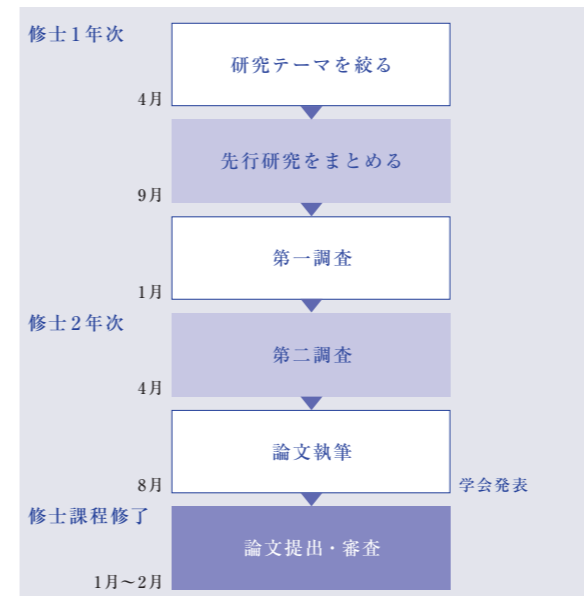 修士1年次
研究テーマを絞る
4月
先行研究をまとめる
9月
第一調査
1月
修士2年次
第二調査
4月
論文執筆
8月
学会発表
修士課程修了
論文提出・審査
1月〜2月